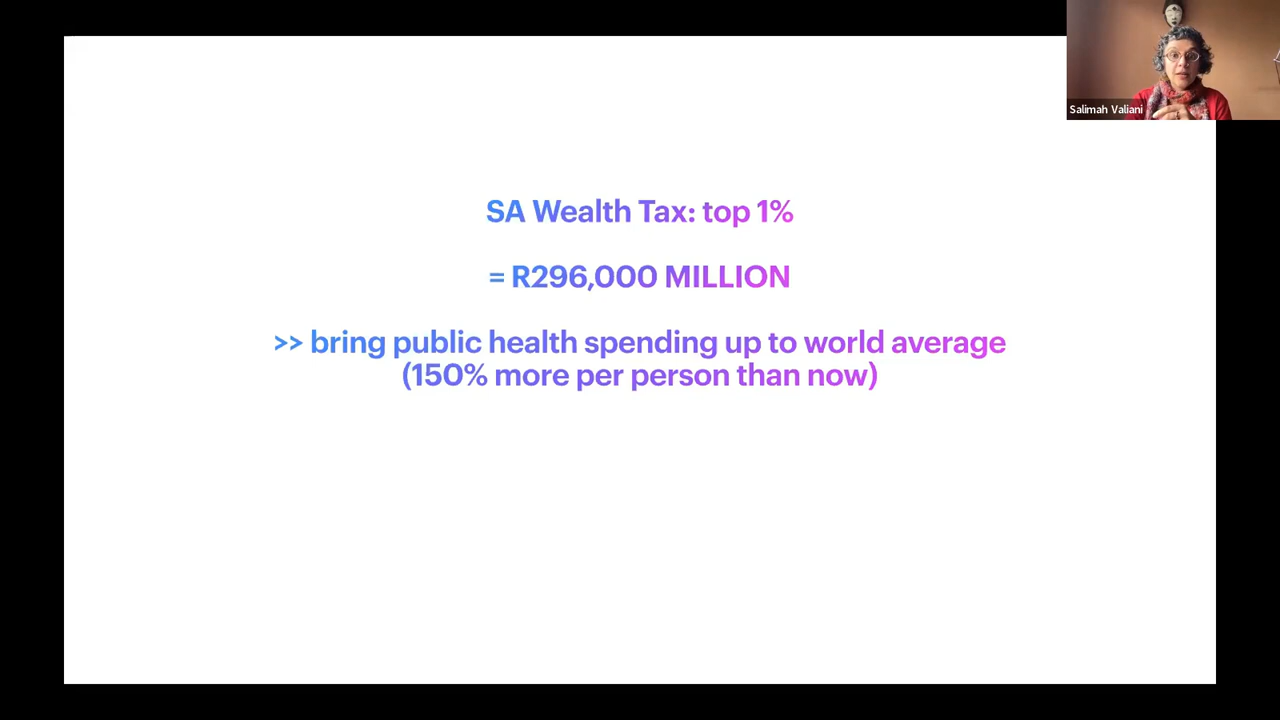 Salimah Valiani
SA Wealth Tax: top 1%
= R296,000 MILLION
>> bring public health spending up to world average
(150% more per person than now)